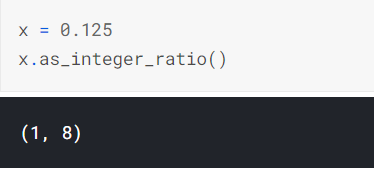 x = 0.125
x.as_integer_ratio()
(1, 8)